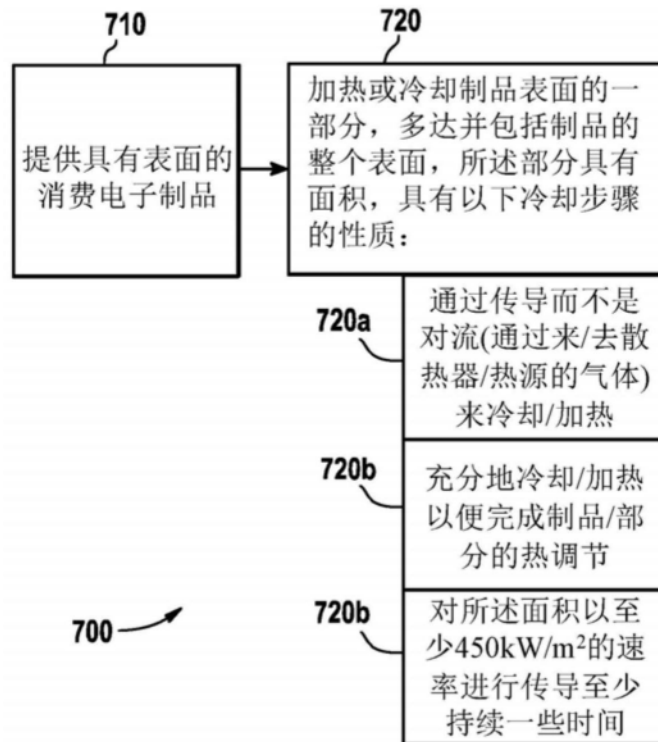 710
提供具有表面的
消费电子制品
720
加热或冷却制品表面的一
部分，多达并包括制品的
整个表面，所述部分具有
面积，具有以下冷却步骤
的性质：
720a
通过传导而不是
对流(通过来/去散
热器/热源的气体)
来冷却/加热
720b
充分地冷却/加热
以便完成制品/部
分的热调节
720b
对所述面积以至
少450kW/m²的速
率进行传导至少
持续一些时间
700